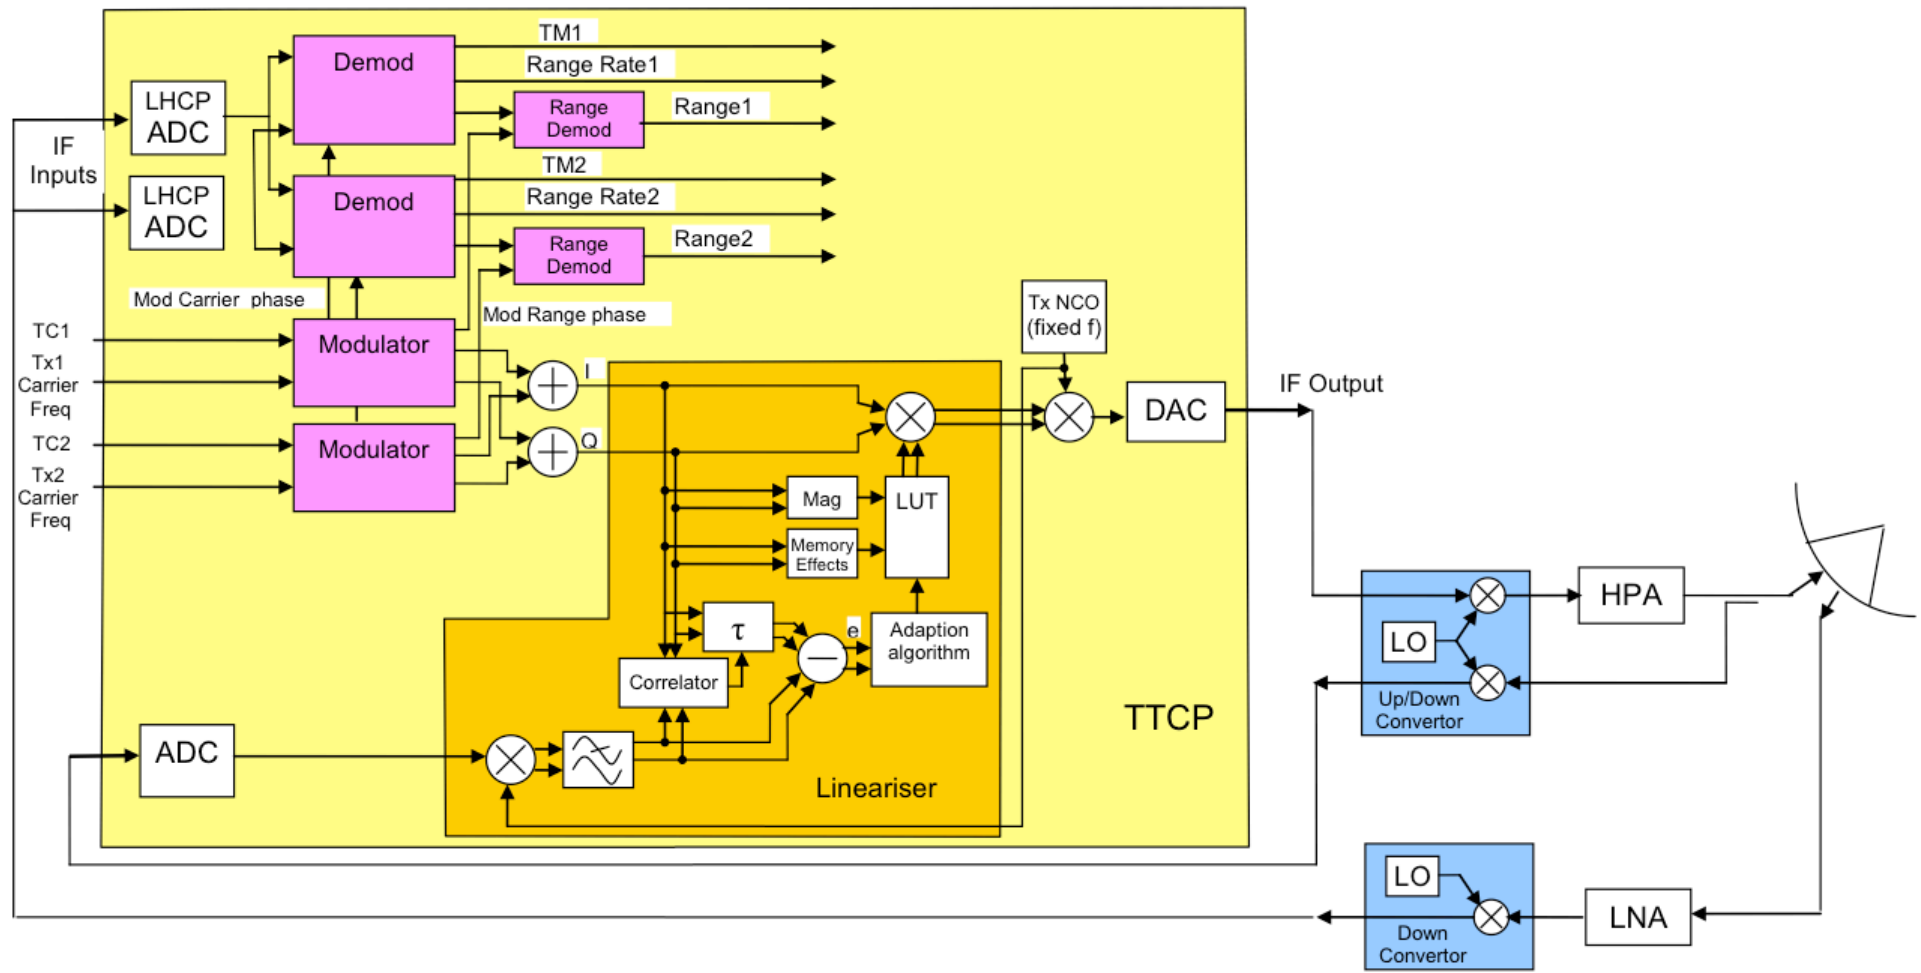 TM1
Demod
Range Rate1
LHCP
ADC
Range
Demod
Range1
IF
Inputs
TM2
LHCP
ADC
Demod
Range Rate2
Range
Demod
Range2
Mod Carrier phase
Mod Range phase
Tx NCO
(fixed f)
TC1
Modulator
Tx1
Carrier
Freq
I
IF Output
DAC
TC2
Modulator
Q
Tx2
Carrier
Freq
Mag
LUT
Memory
Effects
HPA
τ
e
Adaption
algorithm
LO
Correlator
Up/Down
Convertor
TTCP
ADC
Lineariser
LO
LNA
Down
Convertor